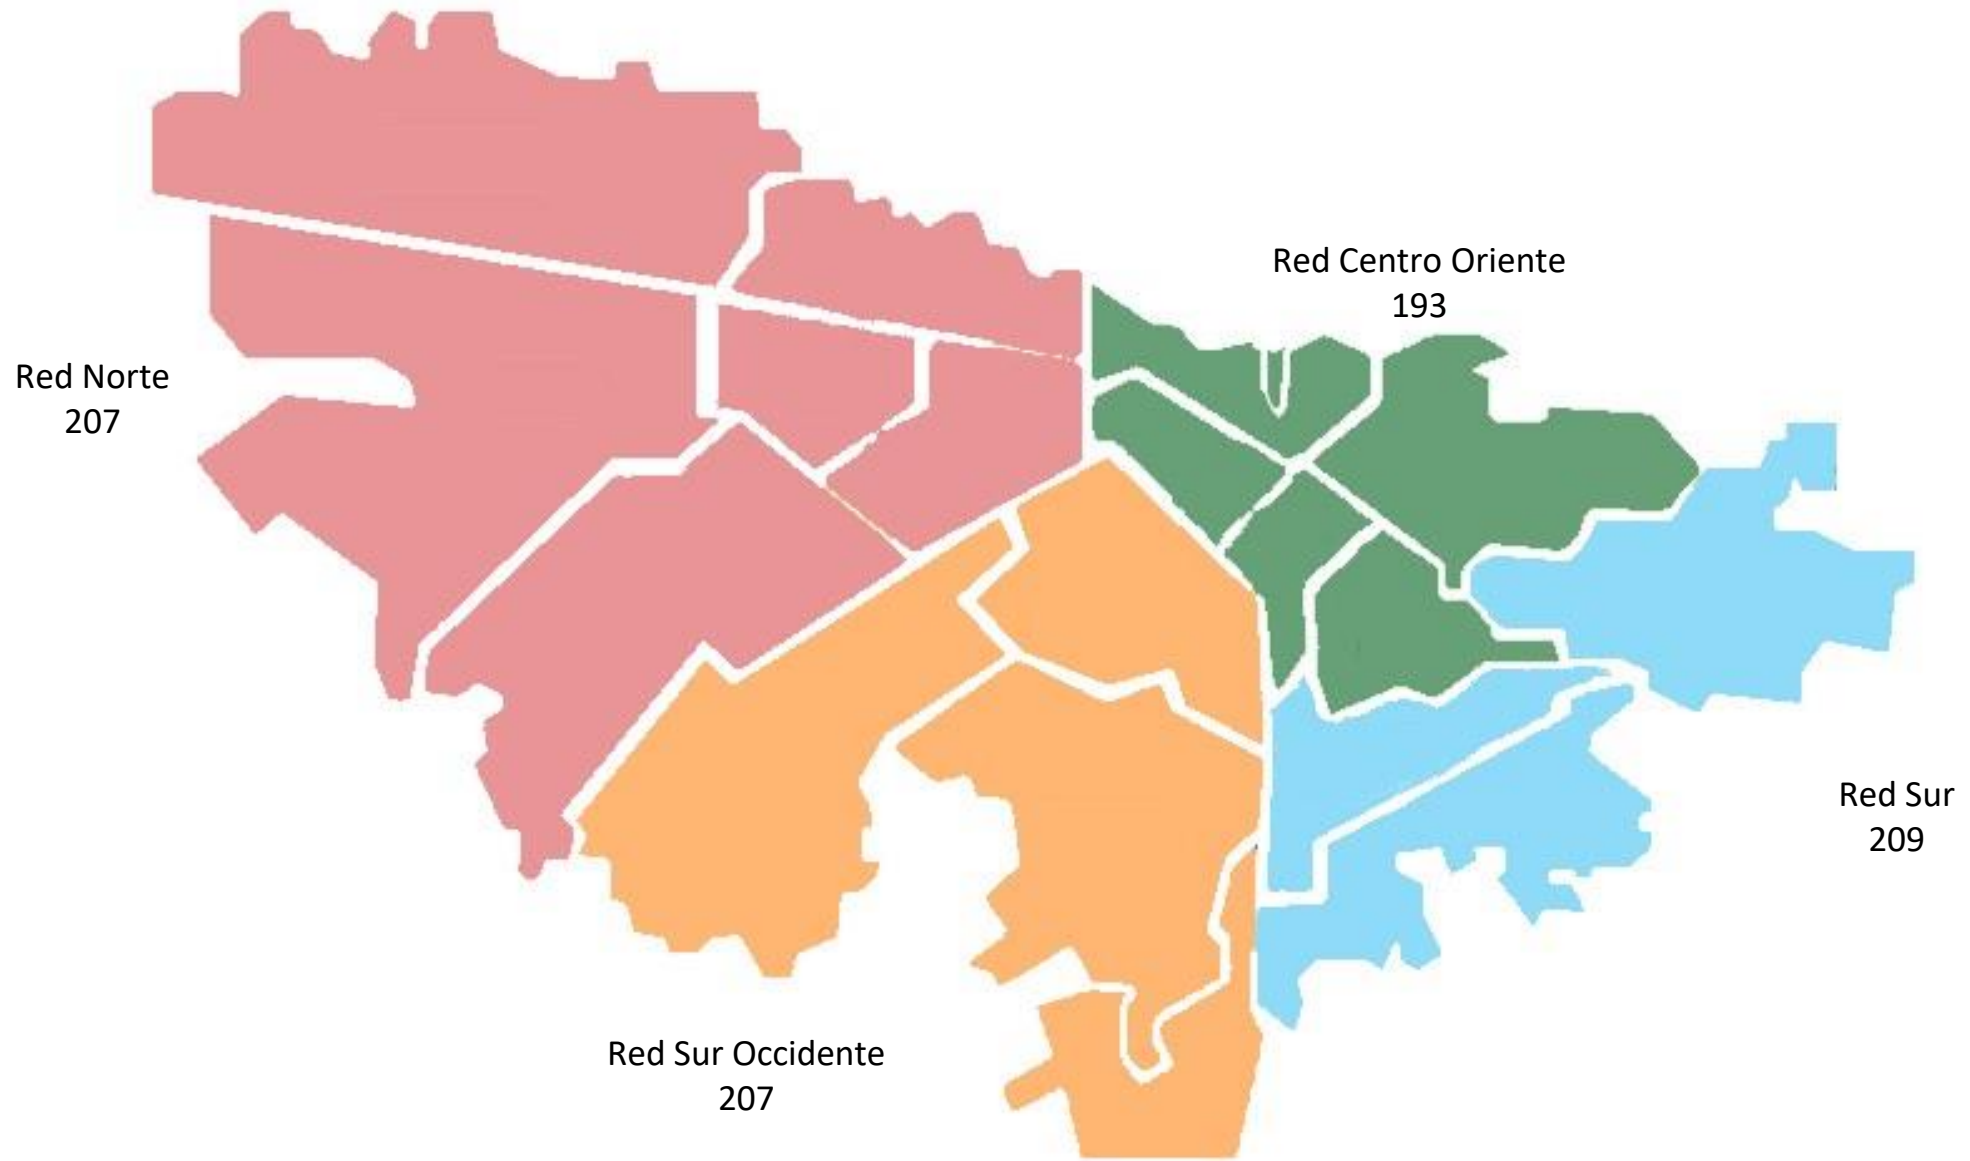 Red Centro Oriente
193
Red Norte
207
Red Sur
209
Red Sur Occidente
207